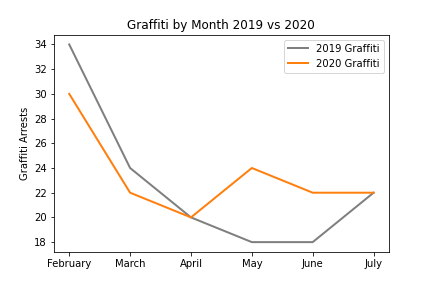 Graffiti by Month 2019 vs 2020
2019 Graffiti
2020 Graffiti
Graffiti Arrests
34
32
30
28
26
24
22
20
18
February March April May June July